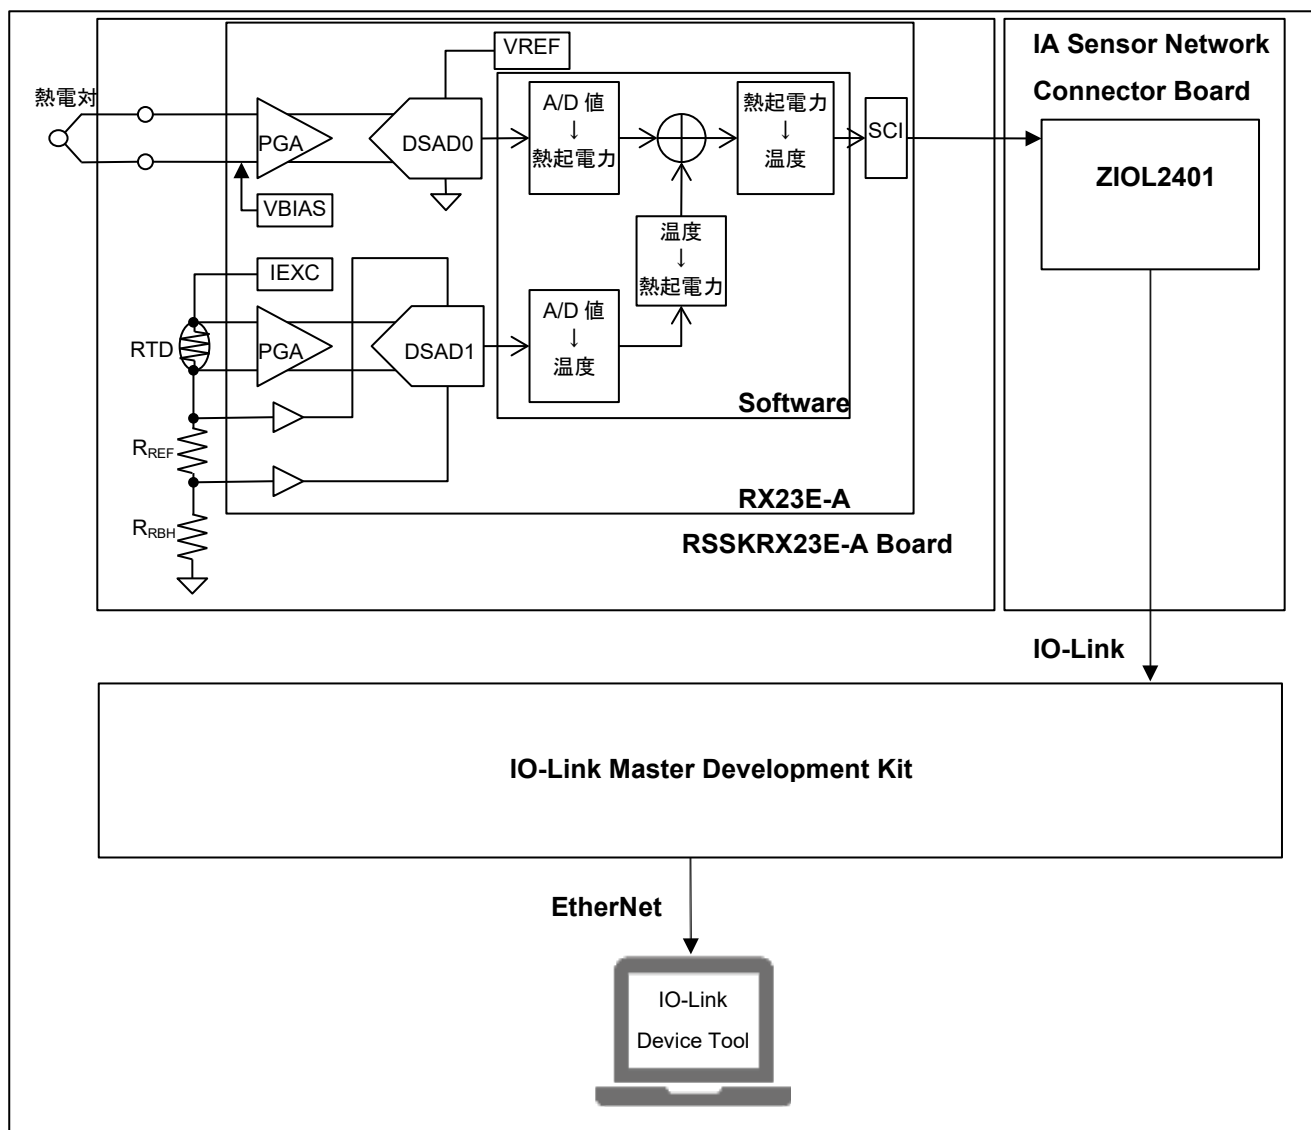 熱電対
VREF
PGA
DSAD0
VBIAS
A/D 値
↓
熱起電力
熱起電力
↓
温度
SCI
温度
↓
熱起電力
IEXC
RTD
PGA
DSAD1
A/D 値
↓
温度
Software
RREF
RRBH
RX23E-A
RSSKRX23E-A Board
IA Sensor Network
Connector Board
ZIOL2401
IO-Link
IO-Link Master Development Kit
EtherNet
IO-Link
Device Tool